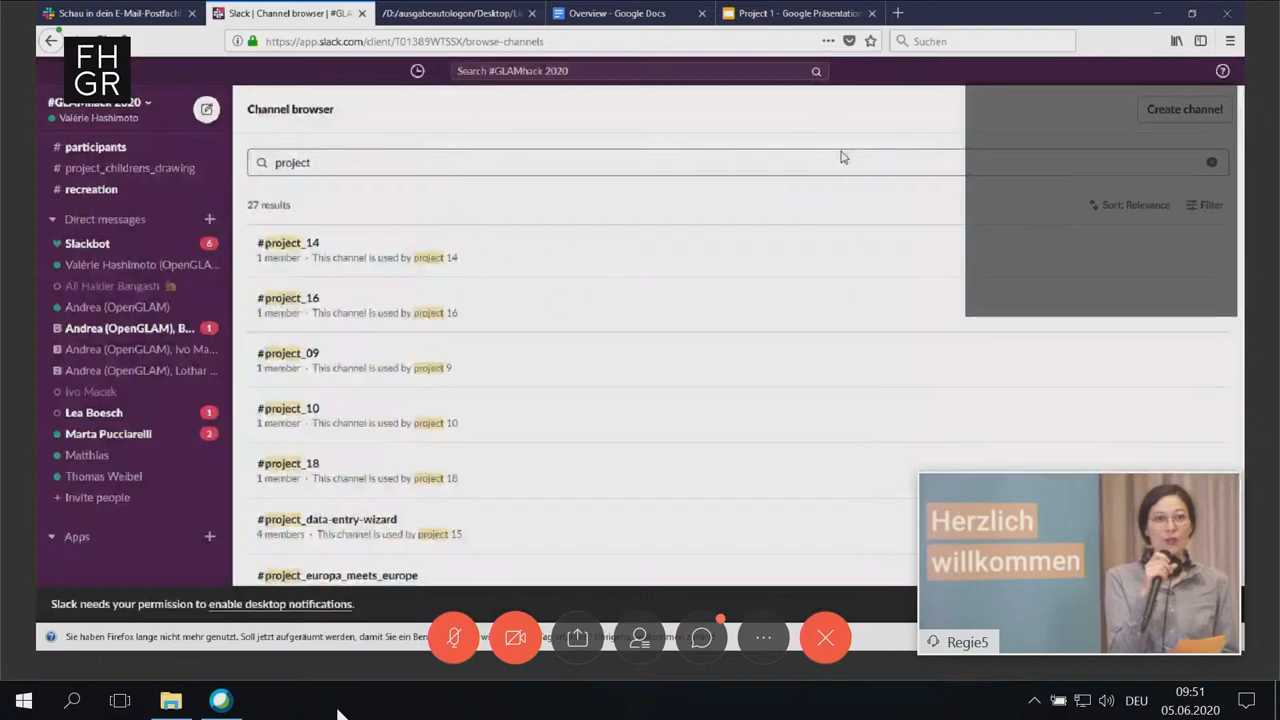 Schau in dein E-Mail-Postfach!
Slack | Channel browser | #GLA
/D:/ausgabeautologon/Desktop/Li
Overview - Google Docs
Project 1 - Google Präsentation
https://app.slack.com/client/T01389WTSSX/browse-channels
Suchen
FH
GR
Search #GLAMhack 2020
#GLAMhack 2020
Valérie Hashimoto
# participants
# project_childrens_drawing
# recreation
Direct messages
Slackbot 6
Valérie Hashimoto (OpenGLA...
Ali Haider Bangash
Andrea (OpenGLAM)
Andrea (OpenGLAM), B... 1
Andrea (OpenGLAM), Ivo Ma...
Andrea (OpenGLAM), Lothar ...
Ivo Macek
Lea Boesch 1
Marta Pucciarelli 2
Matthias
Thomas Weibel
+ Invite people
Apps
Channel browser
Create channel
project
27 results
Sort: Relevance
Filter
#project_14
1 member · This channel is used by project 14
#project_16
1 member · This channel is used by project 16
#project_09
1 member · This channel is used by project 9
#project_10
1 member · This channel is used by project 10
#project_18
1 member · This channel is used by project 18
#project_data-entry-wizard
4 members · This channel is used by project 15
#project_europa_meets_europe
Slack needs your permission to enable desktop notifications.
Sie haben Firefox lange nicht mehr genutzt. Soll jetzt aufgeräumt werden, damit Sie ein Ben
Herzlich
willkommen
Regie5
DEU
09:51
05.06.2020